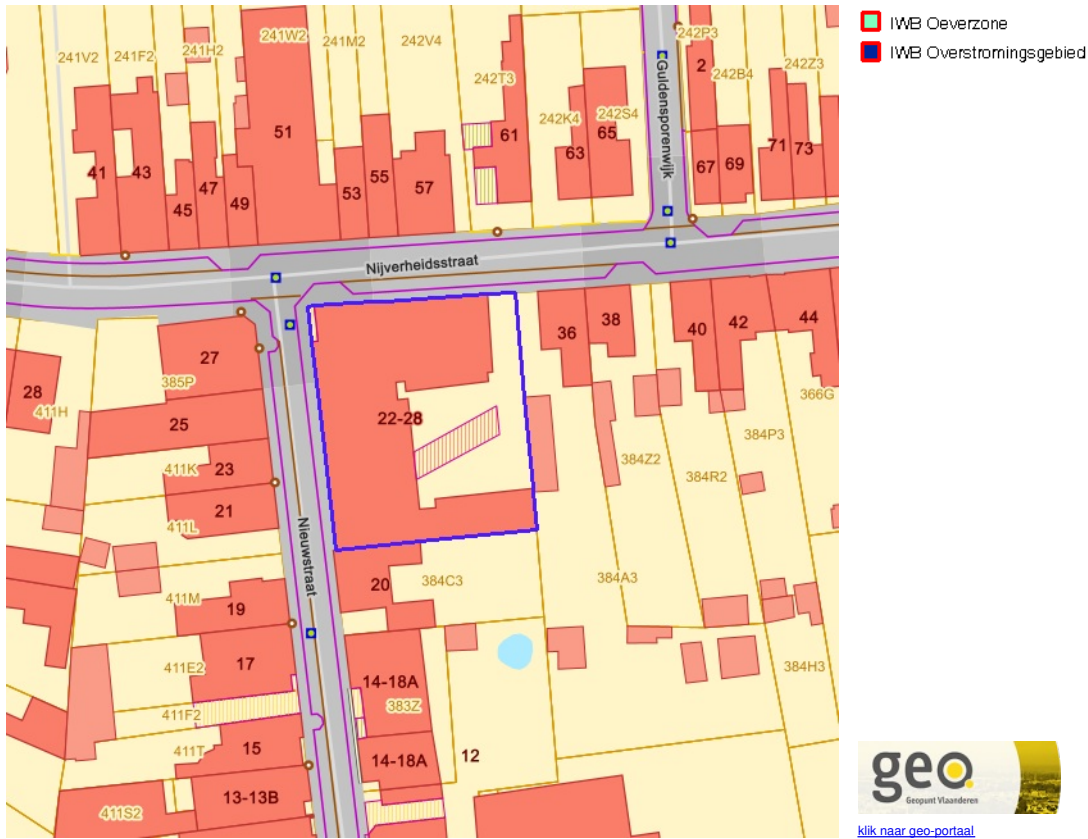 241V2
241F2
241H2
241W2
241M2
242V4
242T3
242K4
242S4
242P3
242B4
242Z3
41
43
45
47
49
51
53
55
57
61
63
65
2
67
69
71
73
Guldensporenwijk
Nijverheidsstraat
27
385P
28
411H
25
411K
23
21
411L
22-28
36
38
40
42
44
366G
384Z2
384R2
384P3
Nieuwstraat
411M
19
20
384C3
384A3
384H3
411E2
17
411F2
411T
15
13-13B
411S2
14-18A
383Z
14-18A
12
IWB Oeverzone
IWB Overstromingsgebied
geo
Geopunt Vlaanderen
klik naar geo-portaal